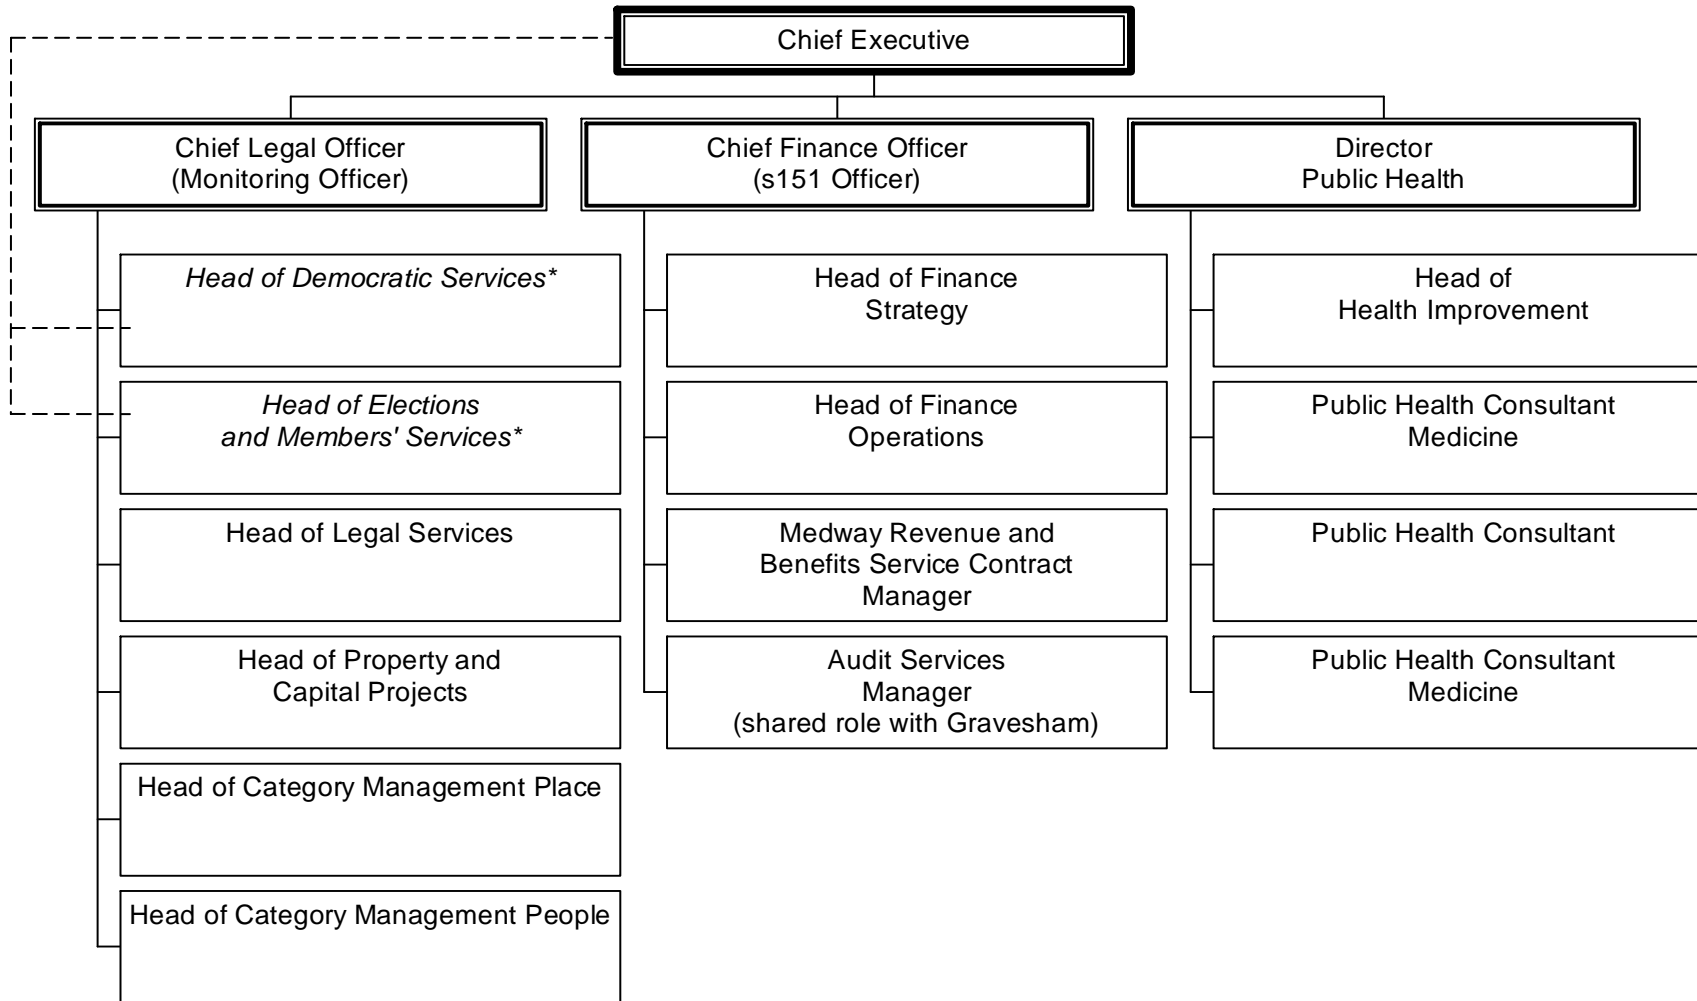 Chief Executive
Chief Legal Officer
(Monitoring Officer)
Chief Finance Officer
(s151 Officer)
Director
Public Health
Head of Democratic Services*
Head of Elections
and Members' Services*
Head of Legal Services
Head of Property and
Capital Projects
Head of Category Management Place
Head of Category Management People
Head of Finance
Strategy
Head of Finance
Operations
Medway Revenue and
Benefits Service Contract
Manager
Audit Services
Manager
(shared role with Gravesham)
Head of
Health Improvement
Public Health Consultant
Medicine
Public Health Consultant
Public Health Consultant
Medicine